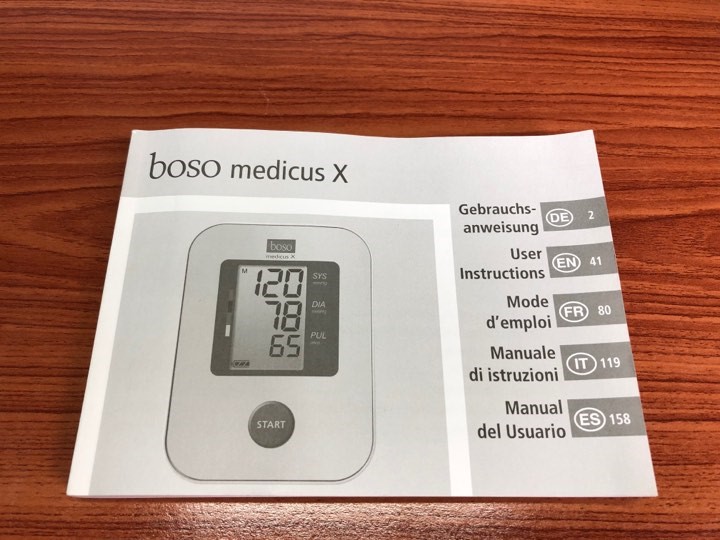 boso medicus X
Gebrauchs-
anweisung DE 2
User
Instructions EN 41
Mode
d'emploi FR 80
Manuale
di istruzioni IT 119
Manual
del Usuario ES 158
boso
medicus X
M 120 SYS
78 DIA
65 PUL
START